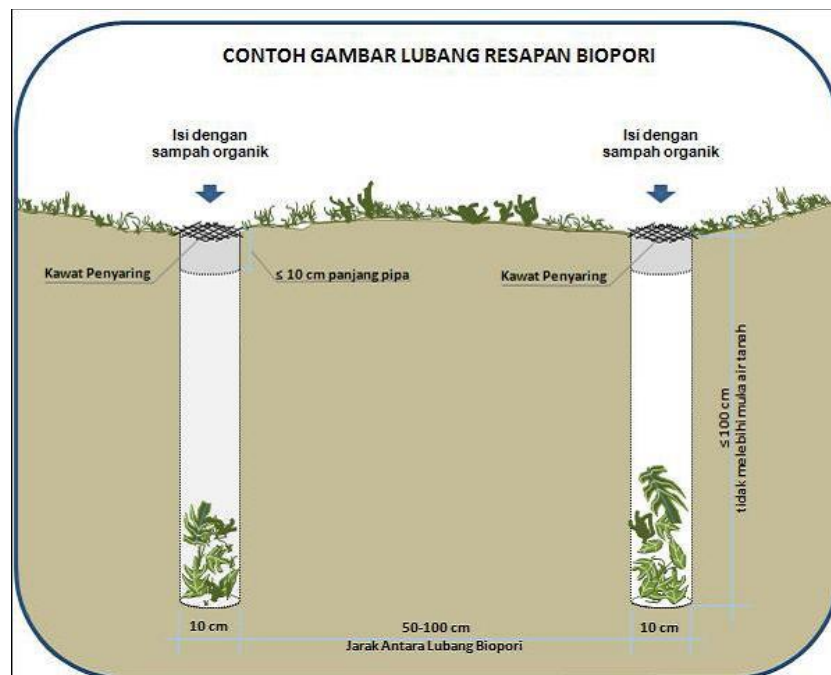 CONTOH GAMBAR LUBANG RESAPAN BIOPORI
Isi dengan
sampah organik
Isi dengan
sampah organik
Kawat Penyaring
≤ 10 cm panjang pipa
Kawat Penyaring
≤ 100 cm
tidak melebihi muka air tanah
10 cm
50-100 cm
10 cm
Jarak Antara Lubang Biopori